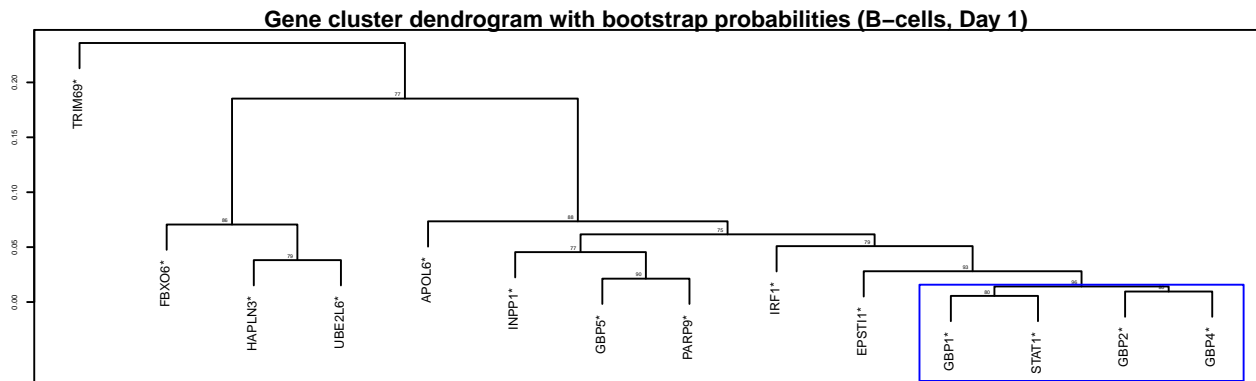 Gene cluster dendrogram with bootstrap probabilities (B−cells, Day 1)
0.20
0.15
0.10
0.05
0.00
TRIM69*
FBXO6*
HAPLN3*
UBE2L6*
APOL6*
INPP1*
GBP5*
PARP9*
IRF1*
EPSTI1*
GBP1*
STAT1*
GBP2*
GBP4*
77
86
79
88
75
77
90
79
93
96
80